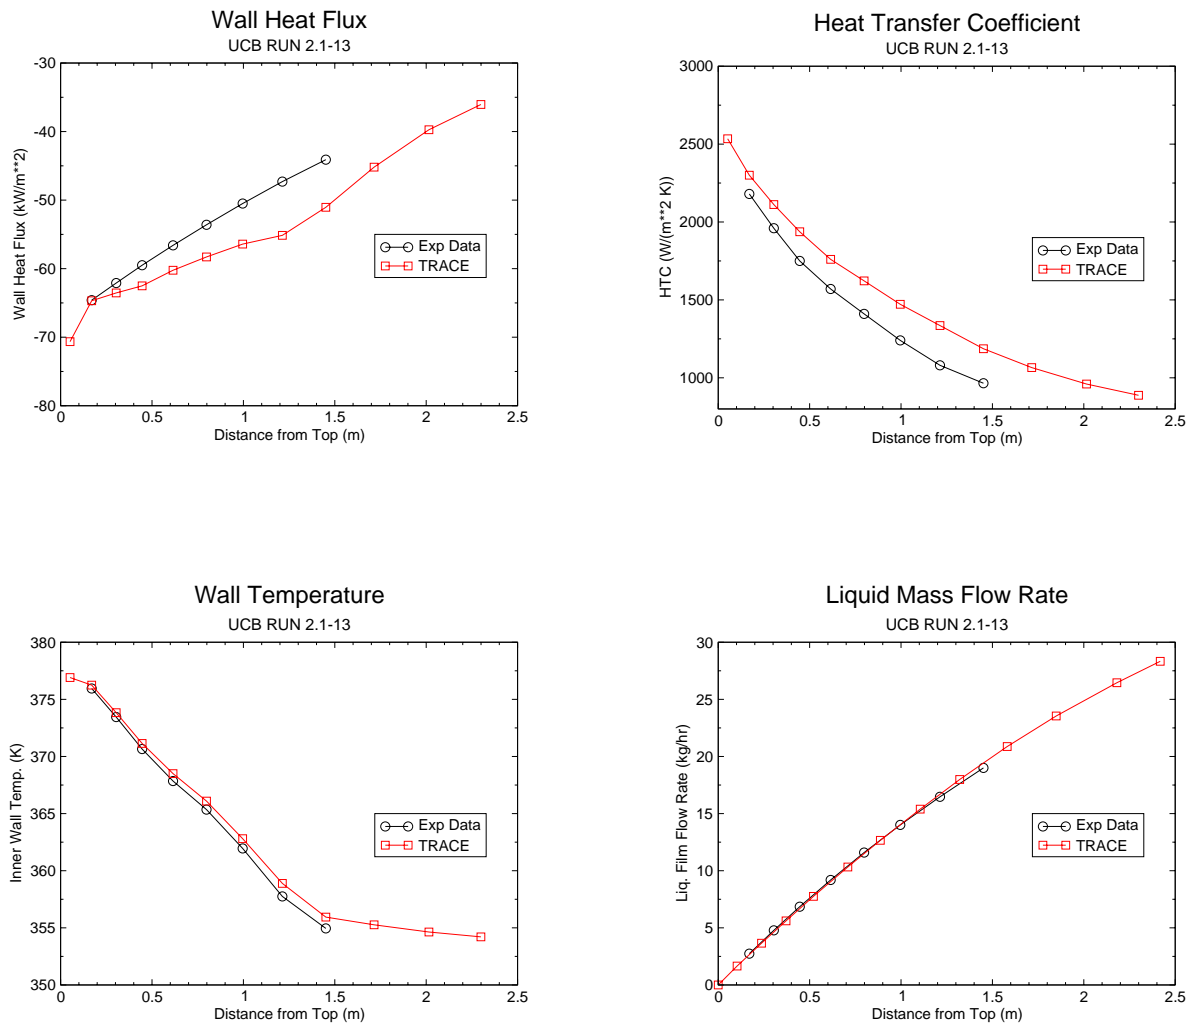 Wall Heat Flux
UCB RUN 2.1-13
-30
-40
-50
-60
-70
-80
Wall Heat Flux (kW/m**2)
Exp Data
TRACE
0 0.5 1 1.5 2 2.5
Distance from Top (m)
Heat Transfer Coefficient
UCB RUN 2.1-13
3000
2500
2000
1500
1000
HTC (W/(m**2 K))
Exp Data
TRACE
0 0.5 1 1.5 2 2.5
Distance from Top (m)
Wall Temperature
UCB RUN 2.1-13
380
375
370
365
360
355
350
Inner Wall Temp. (K)
Exp Data
TRACE
0 0.5 1 1.5 2 2.5
Distance from Top (m)
Liquid Mass Flow Rate
UCB RUN 2.1-13
30
25
20
15
10
5
0
Liq. Film Flow Rate (kg/hr)
Exp Data
TRACE
0 0.5 1 1.5 2 2.5
Distance from Top (m)